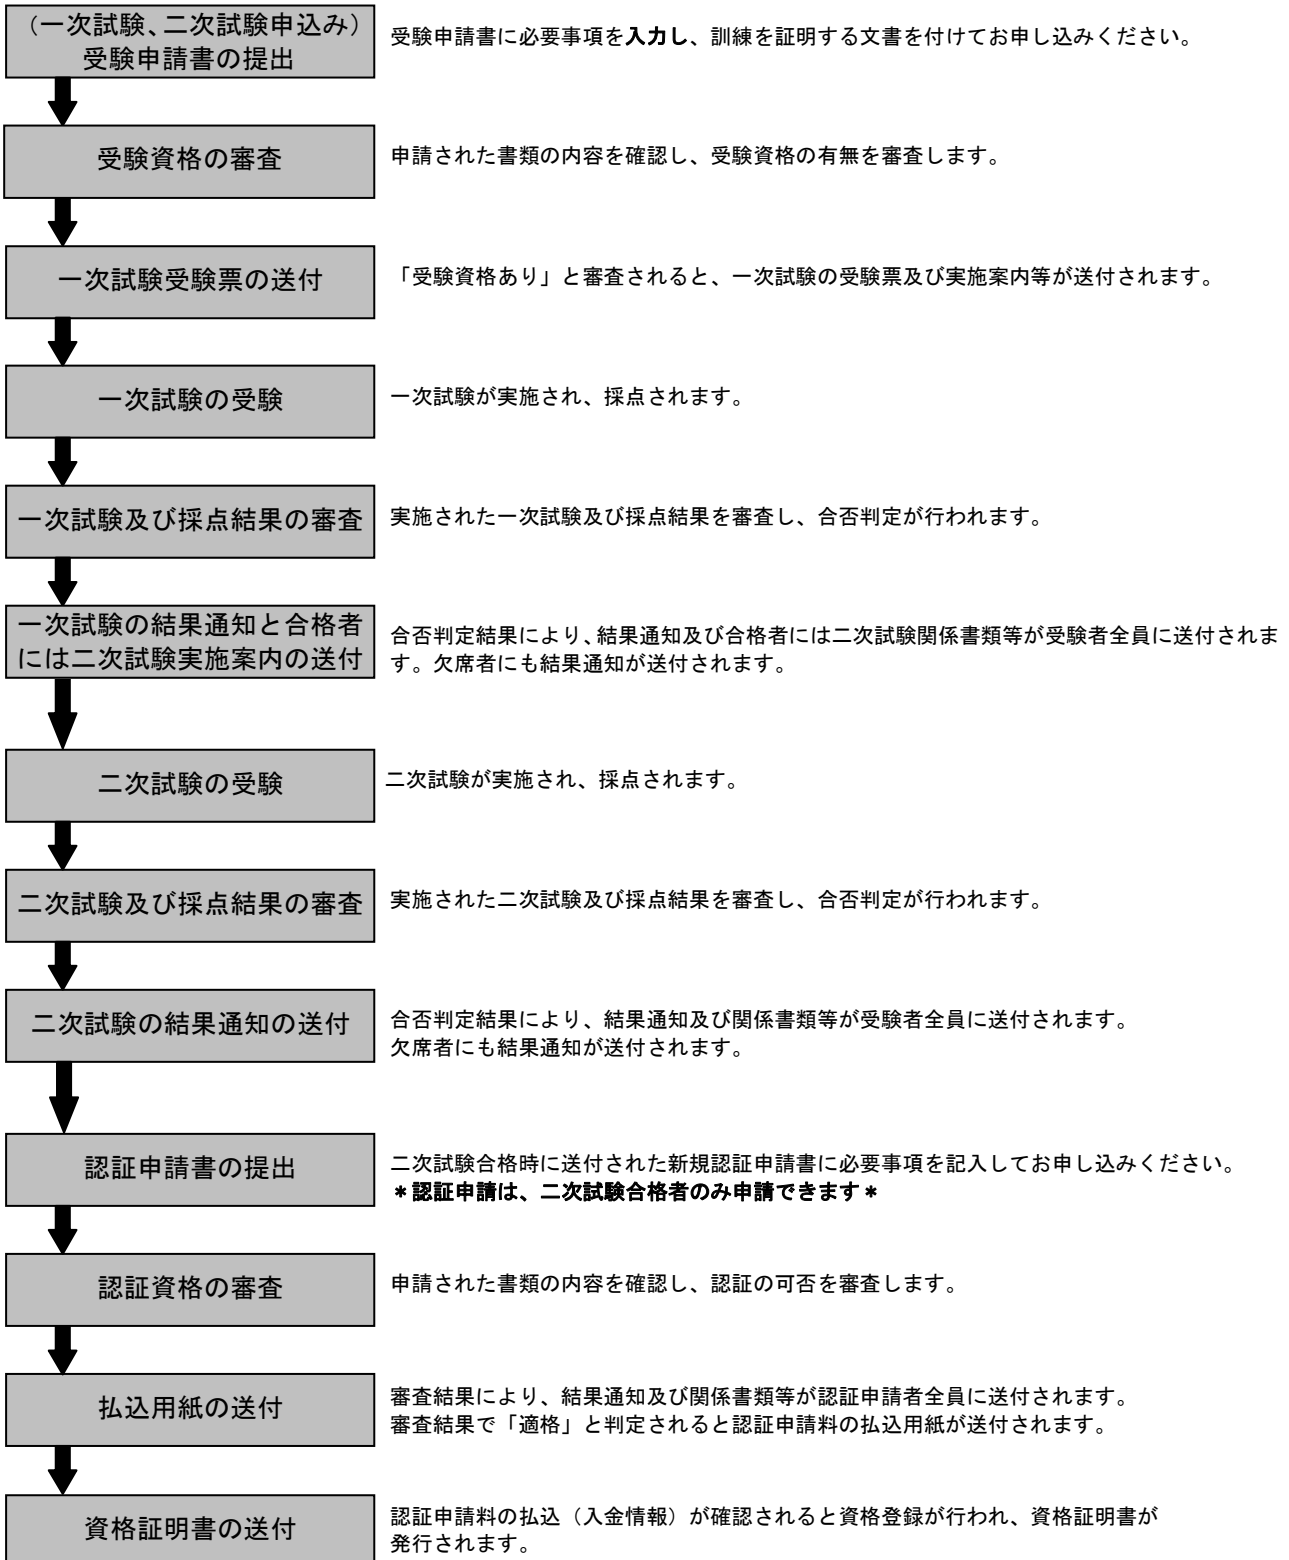 （一次試験、二次試験申込み）
受験申請書の提出
受験申請書に必要事項を入力し、訓練を証明する文書を付けてお申し込みください。
受験資格の審査
申請された書類の内容を確認し、受験資格の有無を審査します。
一次試験受験票の送付
「受験資格あり」と審査されると、一次試験の受験票及び実施案内等が送付されます。
一次試験の受験
一次試験が実施され、採点されます。
一次試験及び採点結果の審査
実施された一次試験及び採点結果を審査し、合否判定が行われます。
一次試験の結果通知と合格者
には二次試験実施案内の送付
合否判定結果により、結果通知及び合格者には二次試験関係書類等が受験者全員に送付されま
す。欠席者にも結果通知が送付されます。
二次試験の受験
二次試験が実施され、採点されます。
二次試験及び採点結果の審査
実施された二次試験及び採点結果を審査し、合否判定が行われます。
二次試験の結果通知の送付
合否判定結果により、結果通知及び関係書類等が受験者全員に送付されます。
欠席者にも結果通知が送付されます。
認証申請書の提出
二次試験合格時に送付された新規認証申請書に必要事項を記入してお申し込みください。
＊認証申請は、二次試験合格者のみ申請できます＊
認証資格の審査
申請された書類の内容を確認し、認証の可否を審査します。
払込用紙の送付
審査結果により、結果通知及び関係書類等が認証申請者全員に送付されます。
審査結果で「適格」と判定されると認証申請料の払込用紙が送付されます。
資格証明書の送付
認証申請料の払込（入金情報）が確認されると資格登録が行われ、資格証明書が
発行されます。